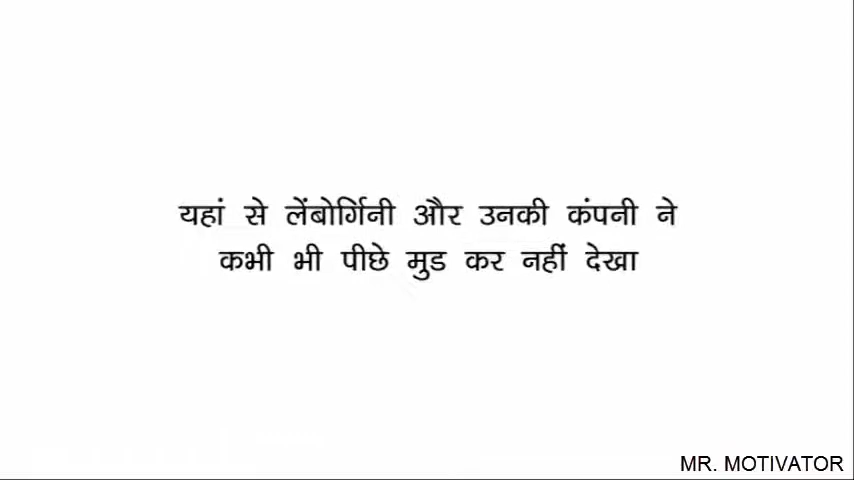 यहां से लेंबोर्गिनी और उनकी कंपनी ने
कभी भी पीछे मुड कर नहीं देखा
MR. MOTIVATOR